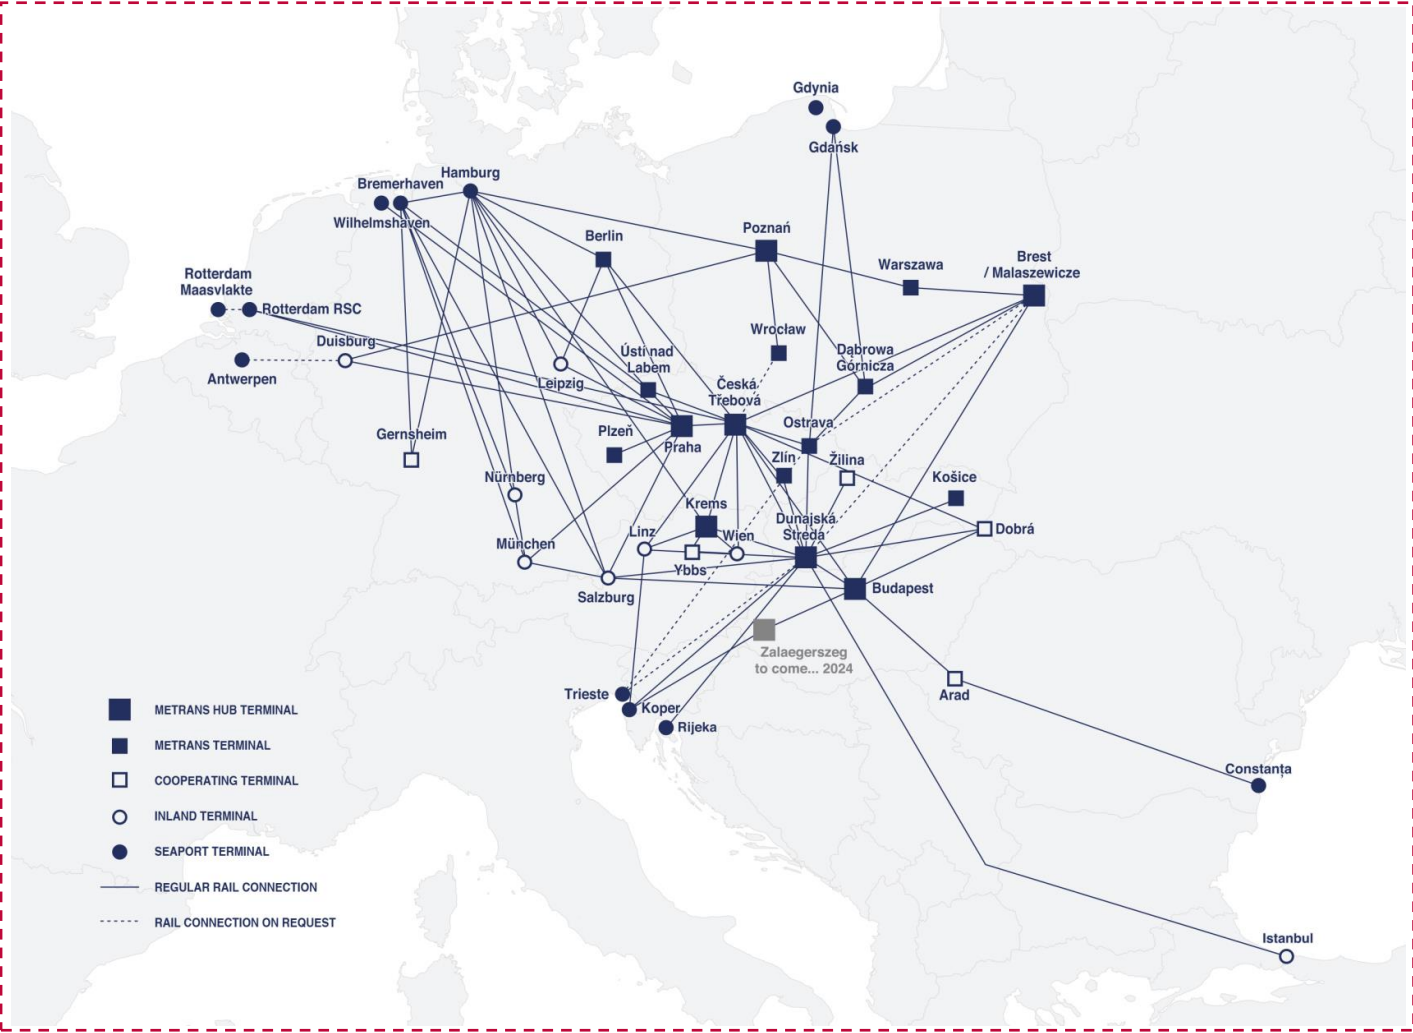 Gdynia
Gdańsk
Hamburg
Bremerhaven
Wilhelmshaven
Berlin
Poznań
Warszawa
Brest
/ Malaszewicze
Rotterdam
Maasvlakte
Rotterdam RSC
Duisburg
Antwerpen
Wrocław
Ústí nad
Labem
Leipzig
Česká
Třebová
Dąbrowa
Górnicza
Gernsheim
Plzeň
Praha
Ostrava
Zlín
Žilina
Košice
Nürnberg
Krems
Dunajská
Streda
Dobrá
München
Linz
Wien
Ybbs
Salzburg
Budapest
Zalaegerszeg
to come... 2024
Trieste
Koper
Rijeka
Arad
Constanța
Istanbul
METRANS HUB TERMINAL
METRANS TERMINAL
COOPERATING TERMINAL
INLAND TERMINAL
SEAPORT TERMINAL
REGULAR RAIL CONNECTION
RAIL CONNECTION ON REQUEST